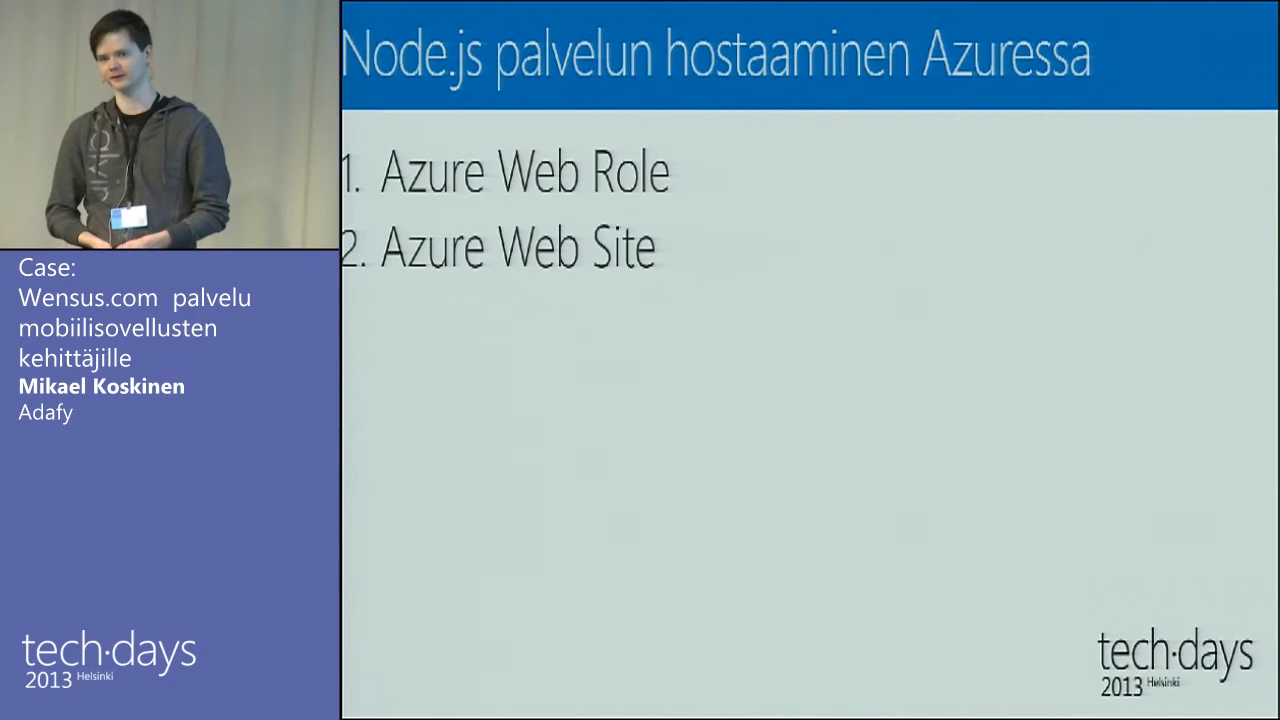 Node.js palvelun hostaaminen Azuressa
1. Azure Web Role
2. Azure Web Site
Case:
Wensus.com palvelu
mobiilisovellusten
kehittäjille
Mikael Koskinen
Adafy
tech·days
2013 Helsinki
tech·days
2013 Helsinki